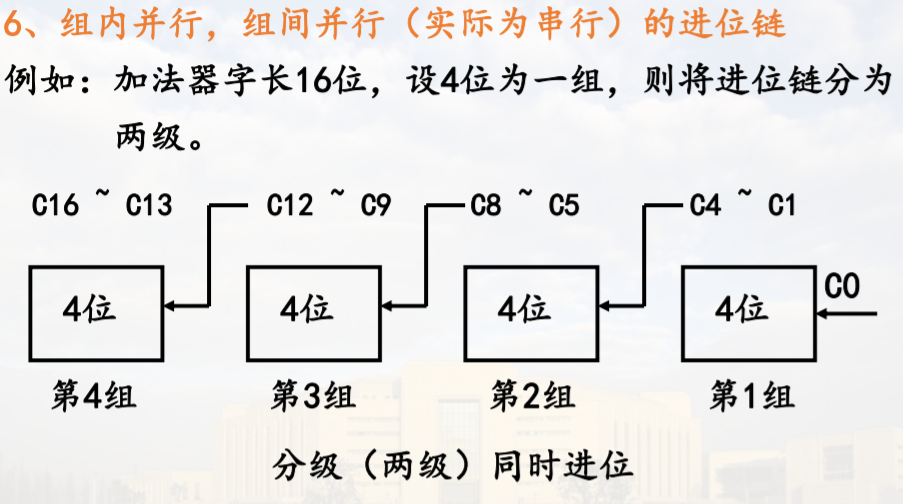 6、组内并行，组间并行（实际为串行）的进位链
例如：加法器字长16位，设4位为一组，则将进位链分为
两级。
C16 ~ C13 C12 ~ C9 C8 ~ C5 C4 ~ C1
4位 4位 4位 4位 C0
第4组 第3组 第2组 第1组
分级（两级）同时进位